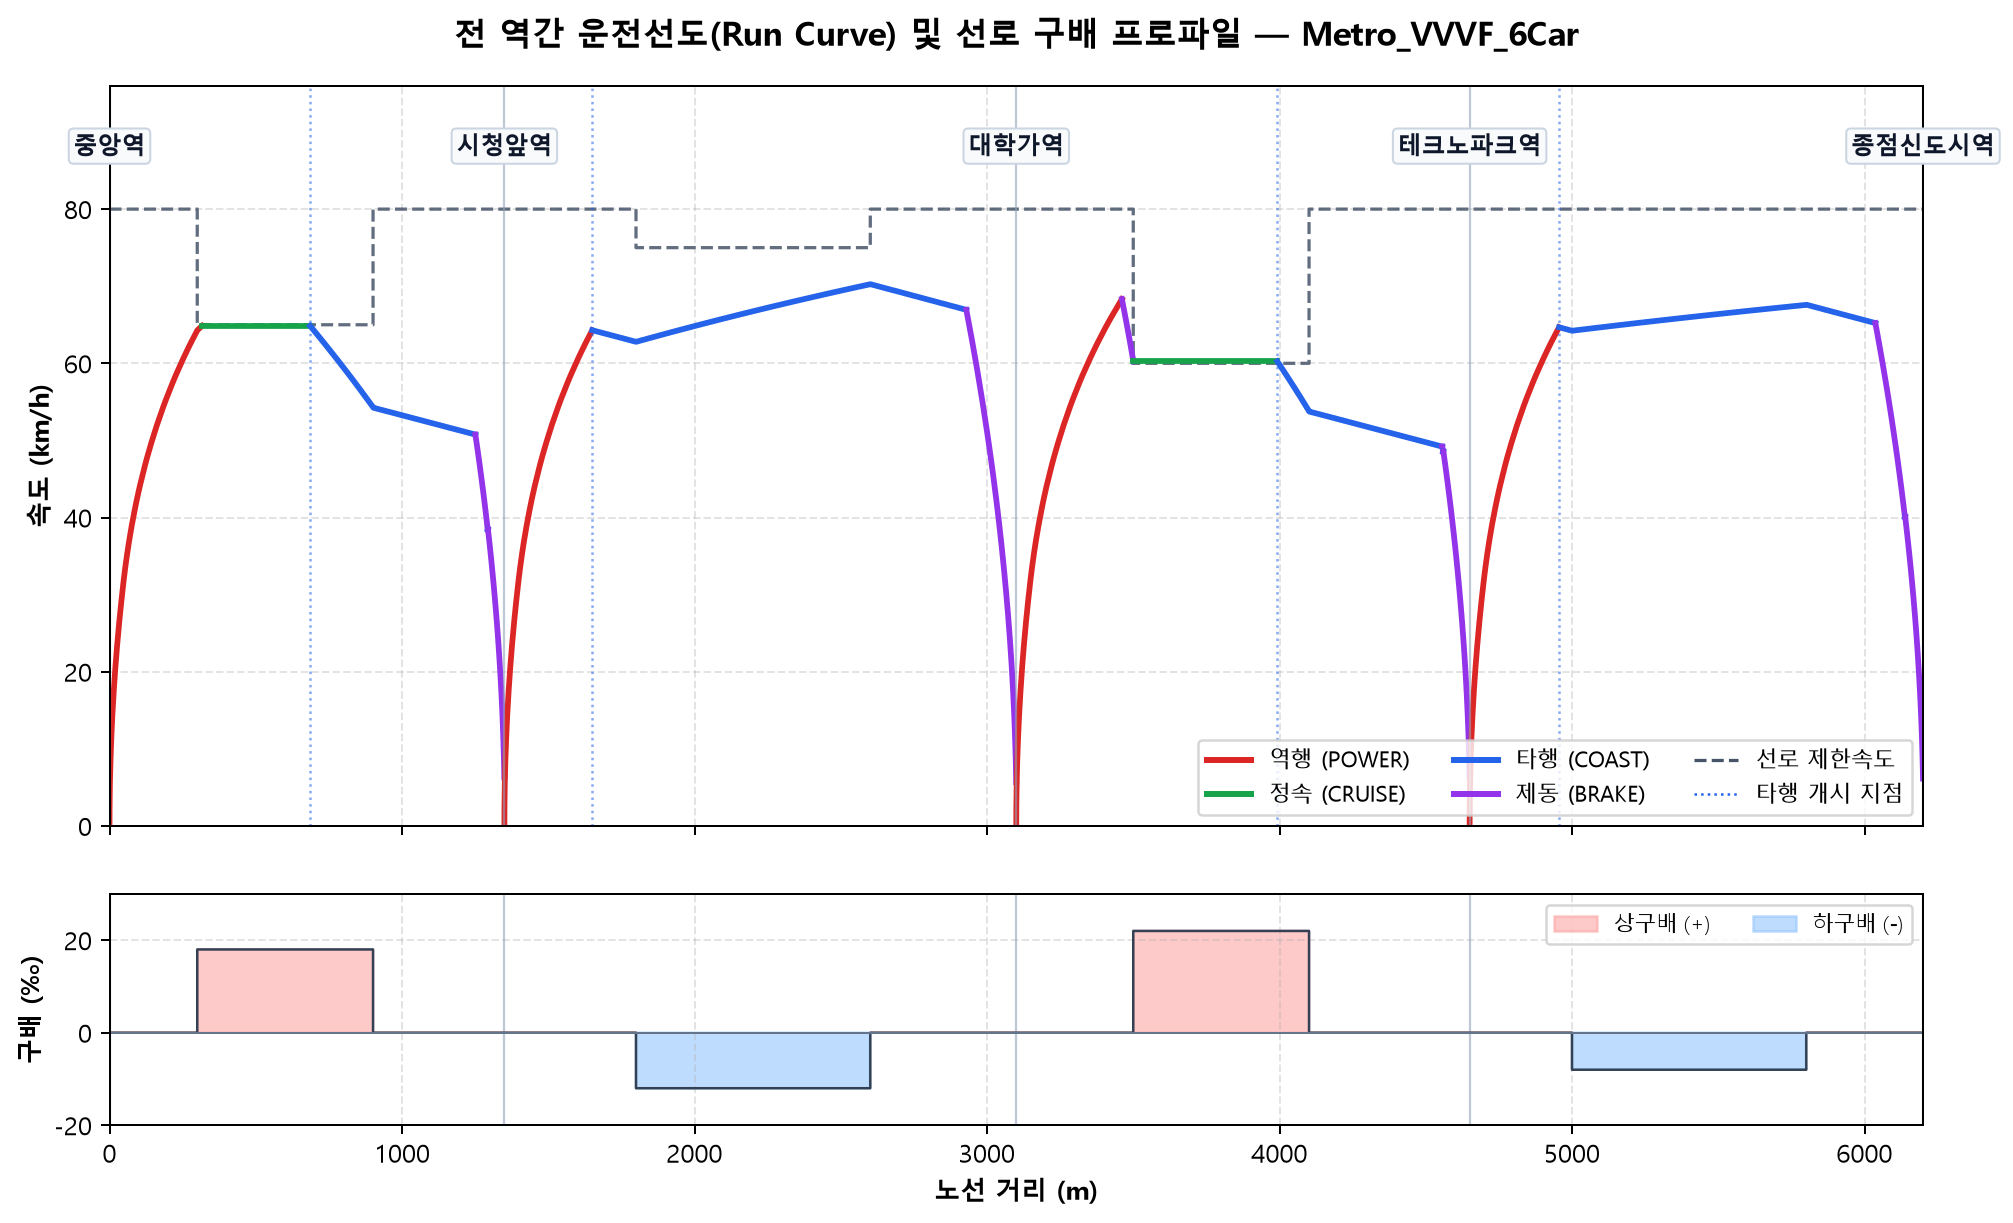 전 역간 운전선도(Run Curve) 및 선로 구배 프로파일 — Metro_VVVF_6Car
중앙역 시청앞역 대학가역 테크노파크역 종점신도시역
80
60
40
20
0
속도 (km/h)
역행 (POWER) 타행 (COAST) 선로 제한속도
정속 (CRUISE) 제동 (BRAKE) 타행 개시 지점
상구배 (+) 하구배 (-)
20
0
-20
구배 (‰)
0 1000 2000 3000 4000 5000 6000
노선 거리 (m)